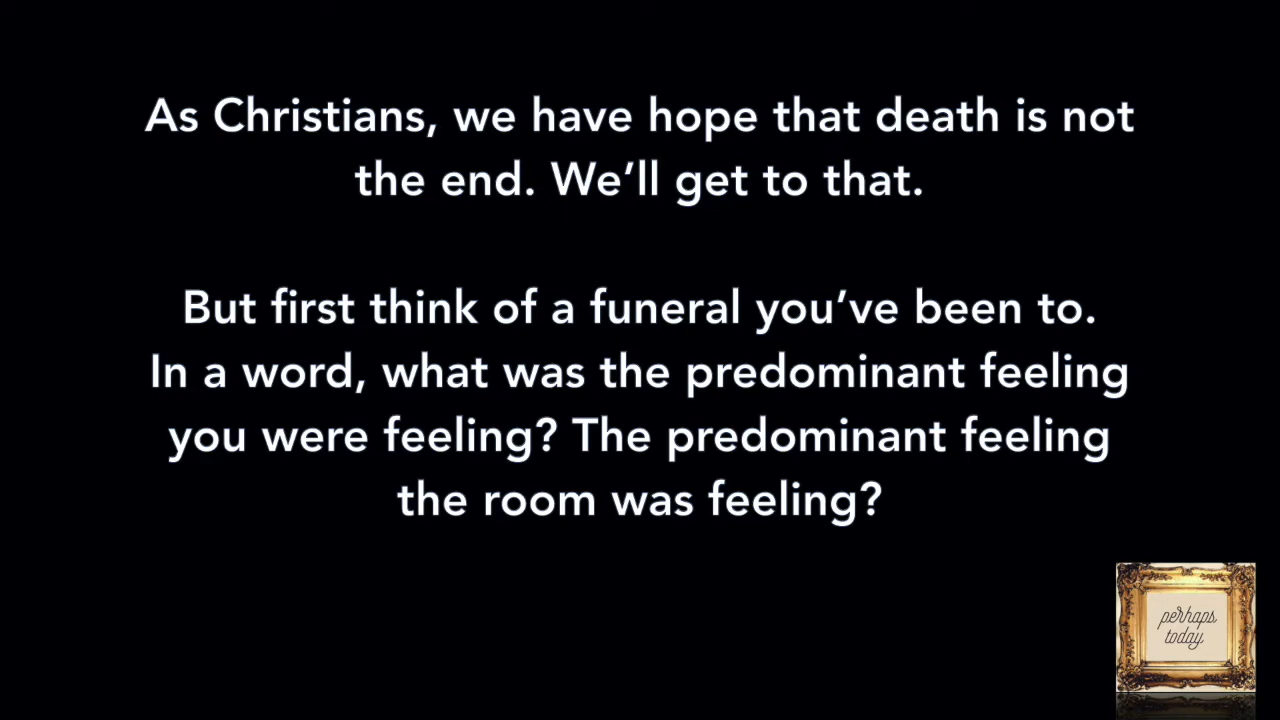 As Christians, we have hope that death is not
the end. We’ll get to that.
But first think of a funeral you’ve been to.
In a word, what was the predominant feeling
you were feeling? The predominant feeling
the room was feeling?
perhaps
today